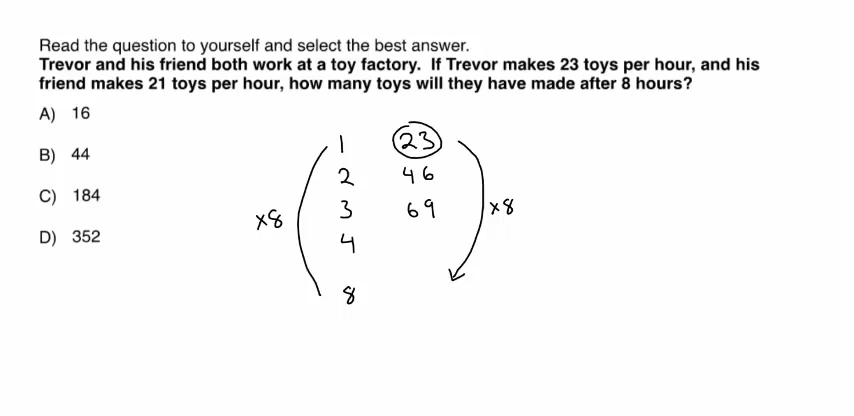 Read the question to yourself and select the best answer.
Trevor and his friend both work at a toy factory. If Trevor makes 23 toys per hour, and his
friend makes 21 toys per hour, how many toys will they have made after 8 hours?
A) 16
B) 44
C) 184
D) 352
1 23
2 46
3 69
x8 x8
4
8